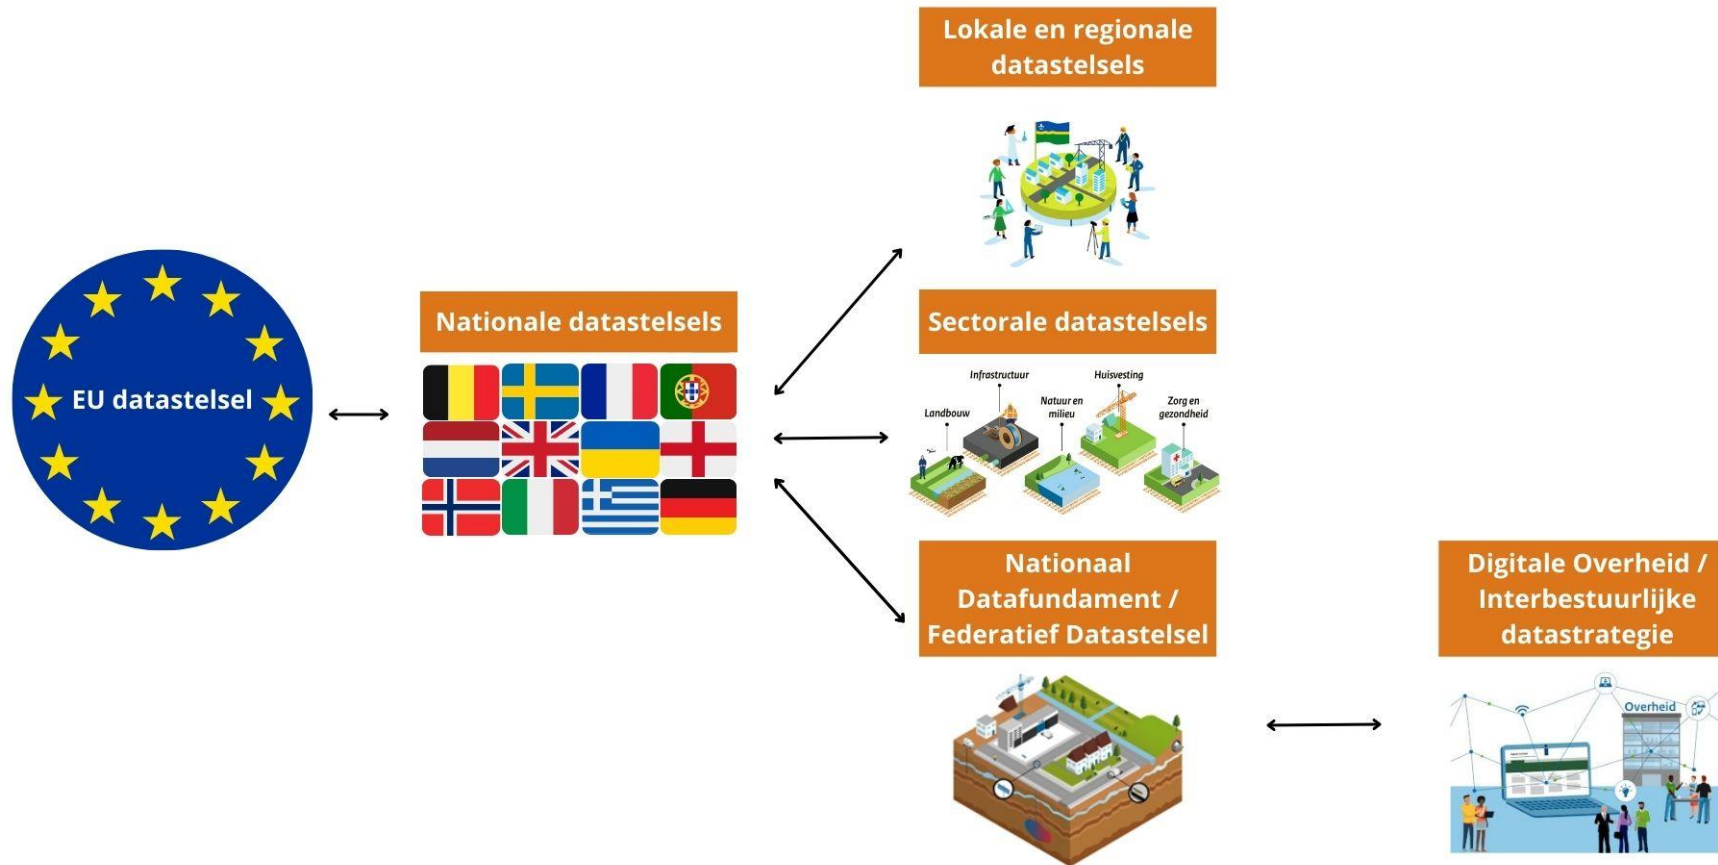 Lokale en regionale
datastelsels
EU datastelsel
Nationale datastelsels
Sectorale datastelsels
Infrastructuur
Huisvesting
Landbouw
Natuur en
milieu
Zorg en
gezondheid
Nationaal
Datafundament /
Federatief Datastelsel
Digitale Overheid /
Interbestuurlijke
datastrategie
Overheid